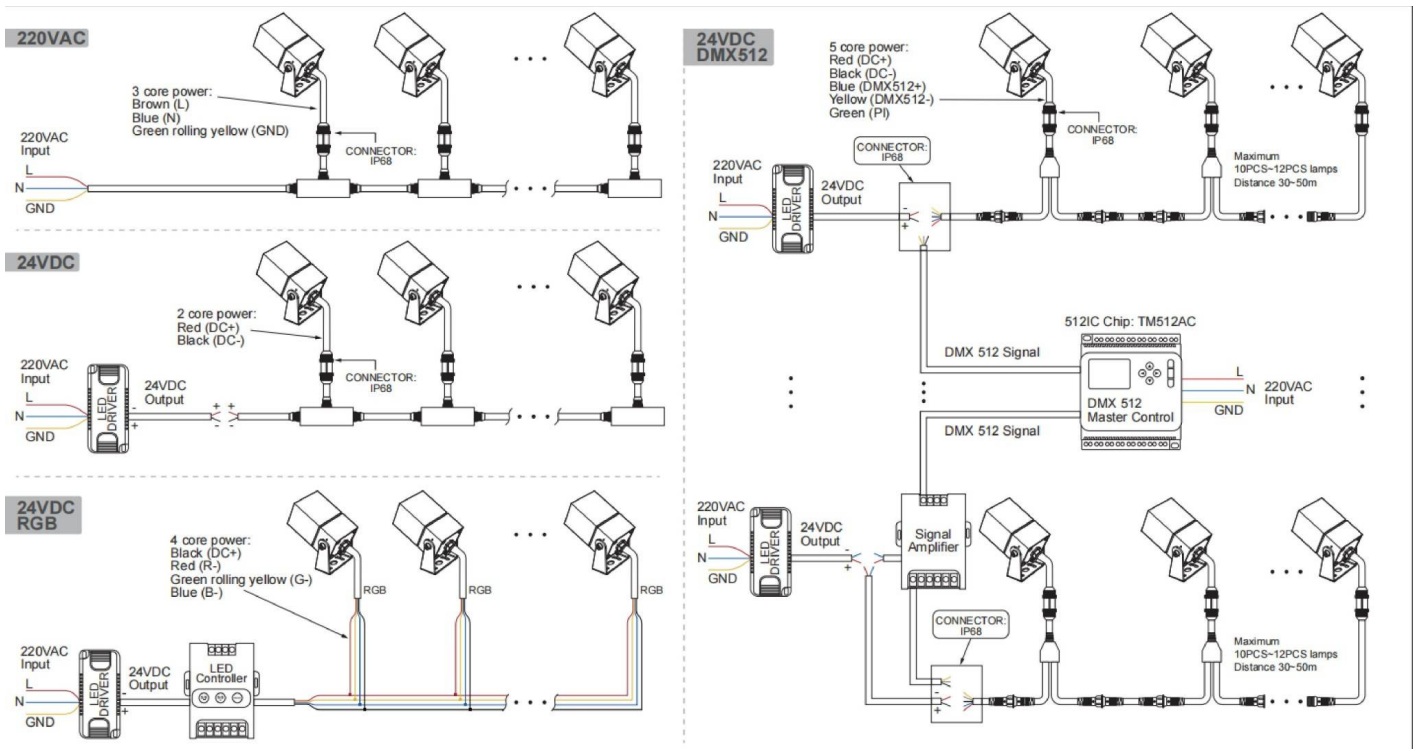 220VAC
3 core power:
Brown (L)
Blue (N)
Green rolling yellow (GND)
CONNECTOR:
IP68
220VAC
Input
L
N
GND
24VDC
2 core power:
Red (DC+)
Black (DC-)
CONNECTOR:
IP68
220VAC
Input
L
N
GND
LED
DRIVER
24VDC
Output
-
+
+ +
- -
24VDC
RGB
4 core power:
Black (DC+)
Red (R-)
Green rolling yellow (G-)
Blue (B-)
RGB
RGB
RGB
220VAC
Input
L
N
GND
LED
DRIVER
24VDC
Output
-
+
LED
Controller
24VDC
DMX512
5 core power:
Red (DC+)
Black (DC-)
Blue (DMX512+)
Yellow (DMX512-)
Green (PI)
CONNECTOR:
IP68
CONNECTOR:
IP68
Maximum
10PCS~12PCS lamps
Distance 30~50m
220VAC
Input
L
N
GND
LED
DRIVER
24VDC
Output
-
+
512IC Chip: TM512AC
DMX 512 Signal
DMX 512
Master Control
L
N
GND
220VAC
Input
DMX 512 Signal
220VAC
Input
L
N
GND
LED
DRIVER
24VDC
Output
-
+
Signal
Amplifier
CONNECTOR:
IP68
-
+
Maximum
10PCS~12PCS lamps
Distance 30~50m